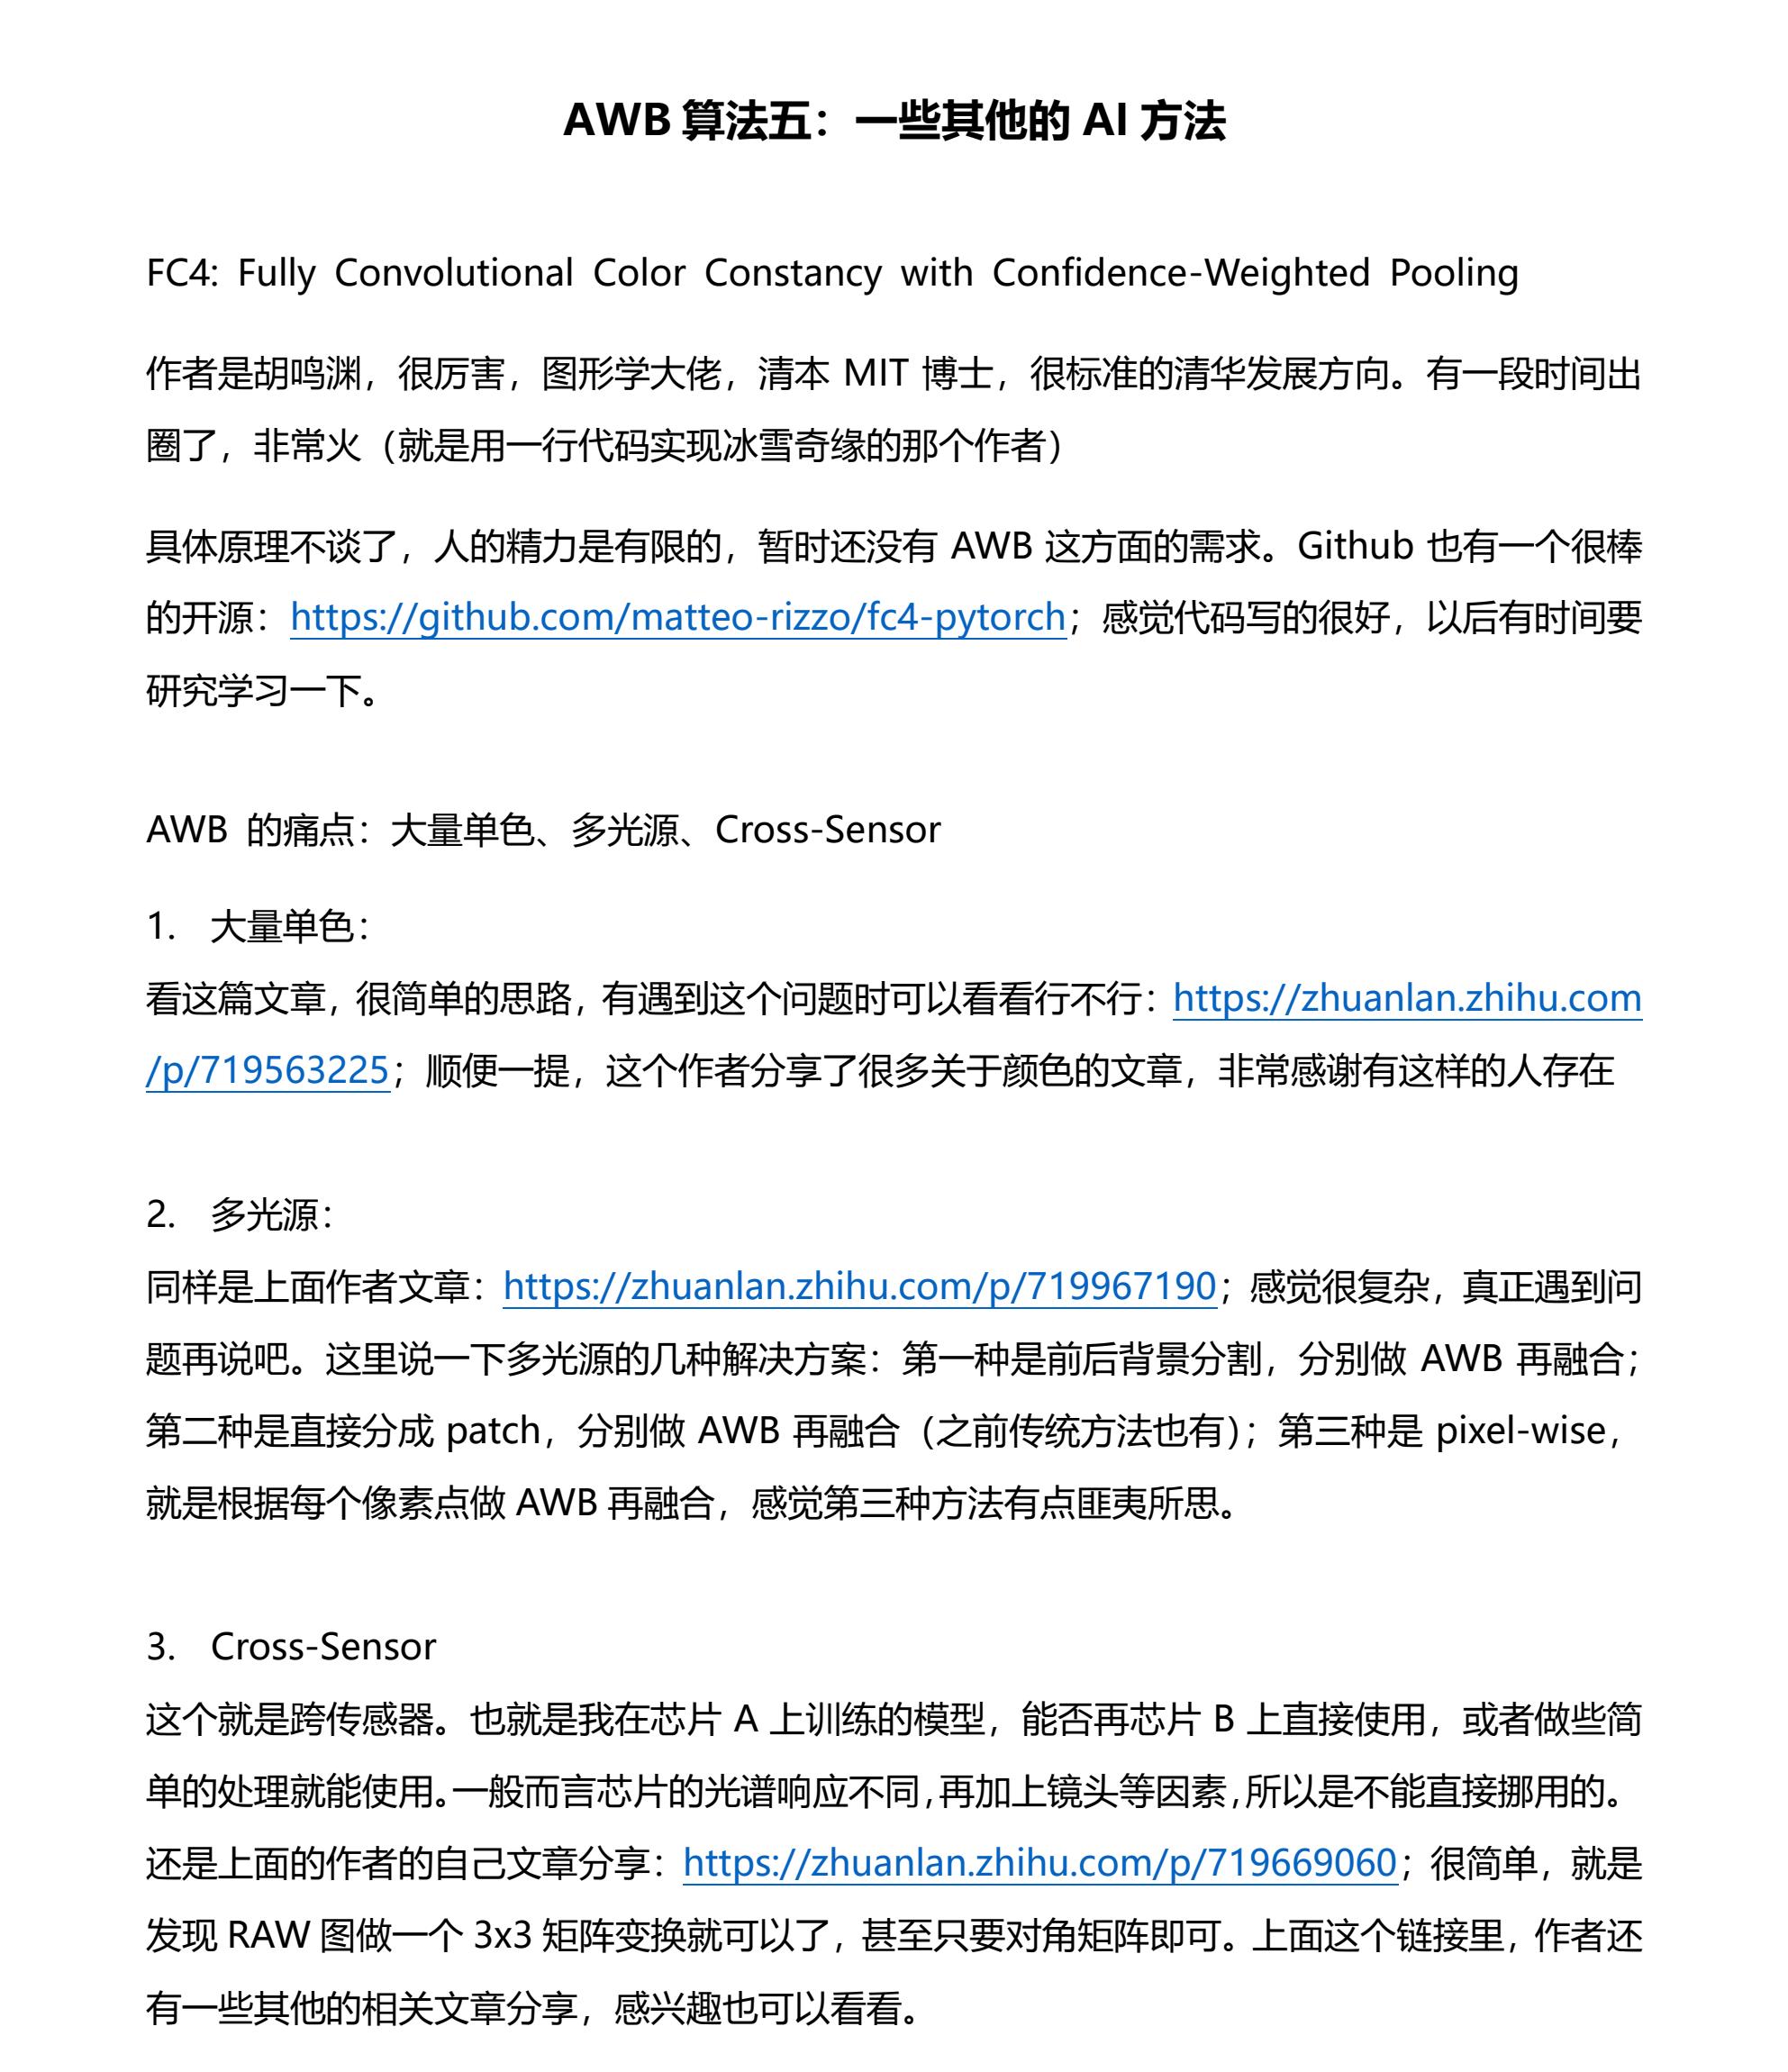 AWB 算法五：一些其他的 AI 方法
FC4: Fully Convolutional Color Constancy with Confidence-Weighted Pooling
作者是胡鸣渊，很厉害，图形学大佬，清本 MIT 博士，很标准的清华发展方向。有一段时间出
圈了，非常火（就是用一行代码实现冰雪奇缘的那个作者）
具体原理不谈了，人的精力是有限的，暂时还没有 AWB 这方面的需求。Github 也有一个很棒
的开源：https://github.com/matteo-rizzo/fc4-pytorch；感觉代码写的很好，以后有时间要
研究学习一下。
AWB 的痛点：大量单色、多光源、Cross-Sensor
1. 大量单色：
看这篇文章，很简单的思路，有遇到这个问题时可以看看行不行：https://zhuanlan.zhihu.com
/p/719563225；顺便一提，这个作者分享了很多关于颜色的文章，非常感谢有这样的人存在
2. 多光源：
同样是上面作者文章：https://zhuanlan.zhihu.com/p/719967190；感觉很复杂，真正遇到问
题再说吧。这里说一下多光源的几种解决方案：第一种是前后背景分割，分别做 AWB 再融合；
第二种是直接分成 patch，分别做 AWB 再融合（之前传统方法也有）；第三种是 pixel-wise，
就是根据每个像素点做 AWB 再融合，感觉第三种方法有点匪夷所思。
3. Cross-Sensor
这个就是跨传感器。也就是我在芯片 A 上训练的模型，能否再芯片 B 上直接使用，或者做些简
单的处理就能使用。一般而言芯片的光谱响应不同，再加上镜头等因素，所以是不能直接挪用的。
还是上面的作者的自己文章分享：https://zhuanlan.zhihu.com/p/719669060；很简单，就是
发现 RAW 图做一个 3x3 矩阵变换就可以了，甚至只要对角矩阵即可。上面这个链接里，作者还
有一些其他的相关文章分享，感兴趣也可以看看。